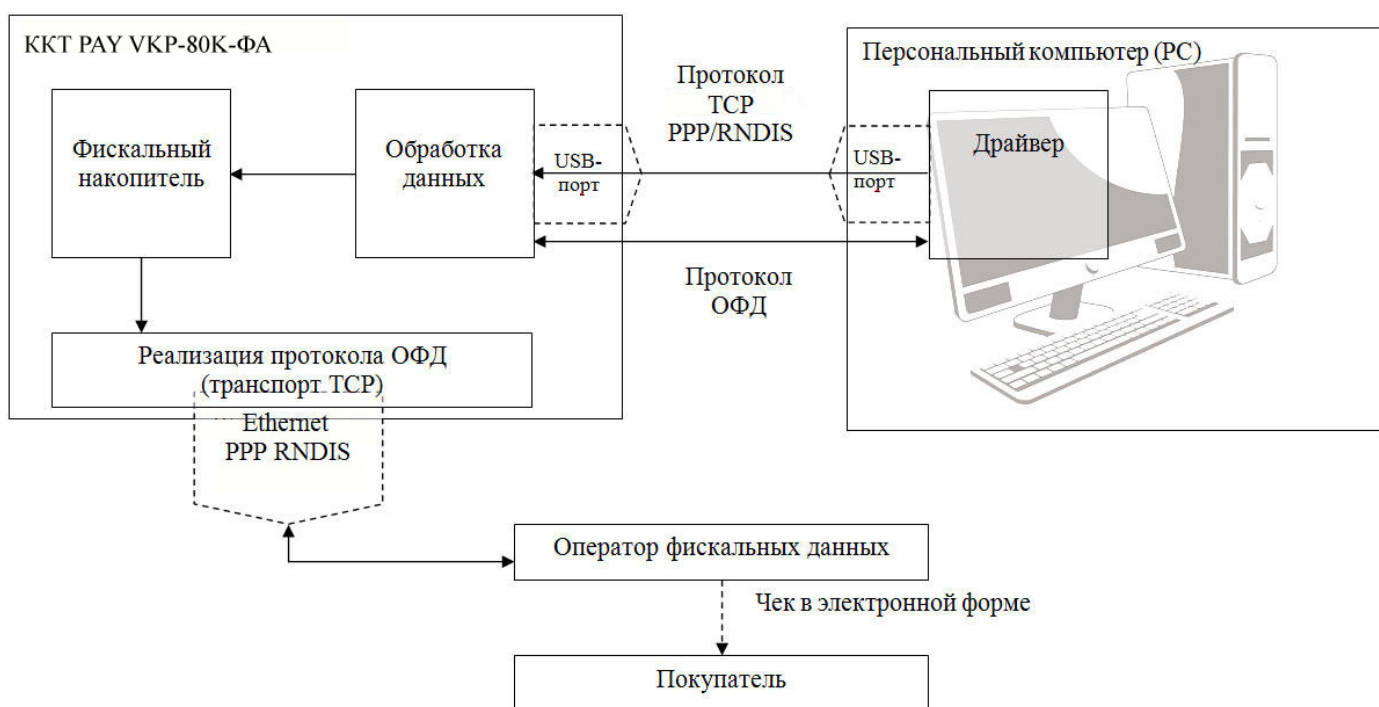 ККТ PAY VKP-80K-ФА
Фискальный
накопитель
Обработка
данных
USB-
порт
Протокол
TCP
PPP/RNDIS
Протокол
ОФД
Персональный компьютер (PC)
USB-
порт
Драйвер
Реализация протокола ОФД
(транспорт TCP)
Ethernet
PPP RNDIS
Оператор фискальных данных
Чек в электронной форме
Покупатель